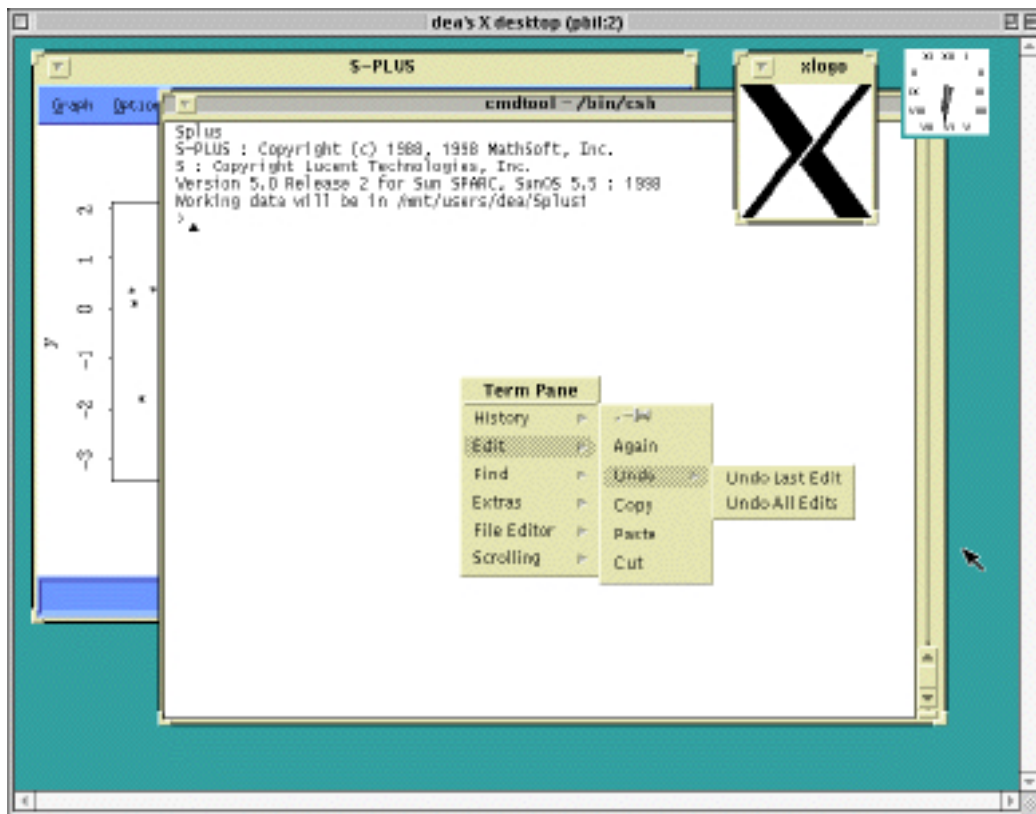 dea's X desktop (phil:2)
S-PLUS
xlogo
Graph Option
cmdtool - /bin/csh
Splus
S-PLUS : Copyright (c) 1988, 1998 MathSoft, Inc.
S : Copyright Lucent Technologies, Inc.
Version 5.0 Release 2 for Sun SPARC, SunOS 5.5 : 1998
Working data will be in /mnt/users/dea/Splus1
>
2
1
0
-1
-2
-3
y
Term Pane
History
Edit
Find
Extras
File Editor
Scrolling
Again
Undo
Copy
Paste
Cut
Undo Last Edit
Undo All Edits